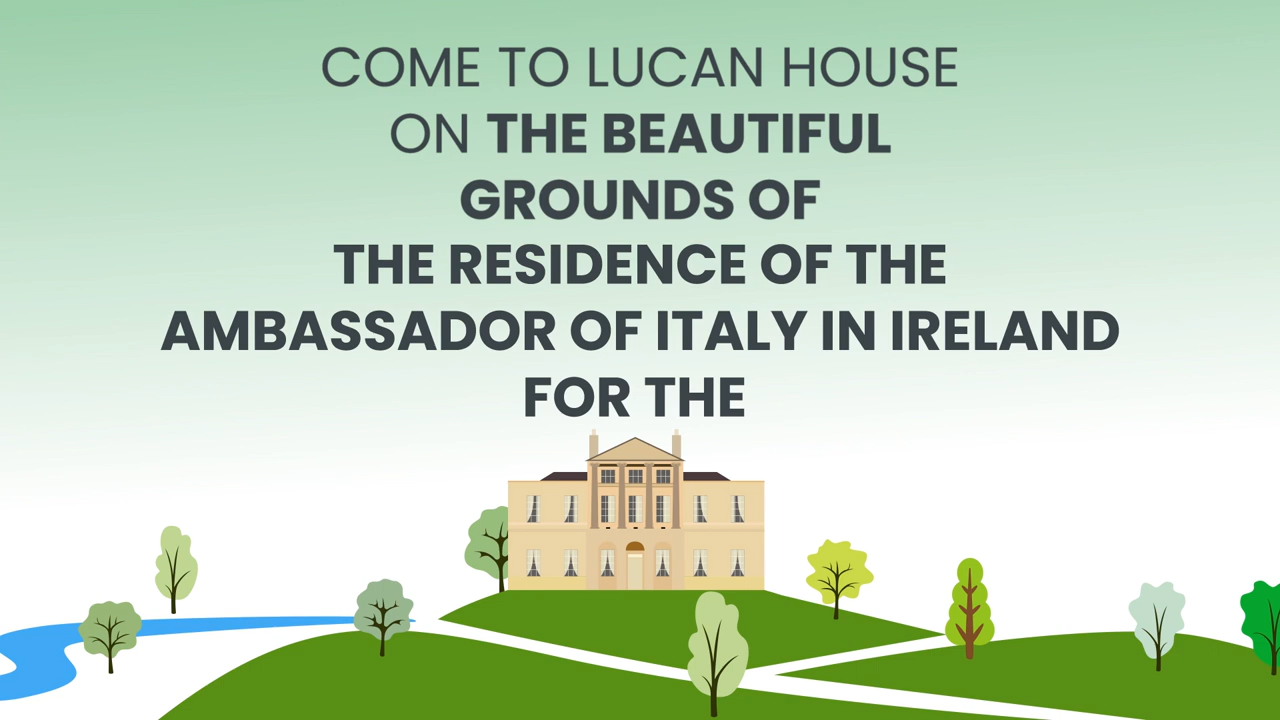 COME TO LUCAN HOUSE
ON THE BEAUTIFUL
GROUNDS OF
THE RESIDENCE OF THE
AMBASSADOR OF ITALY IN IRELAND
FOR THE